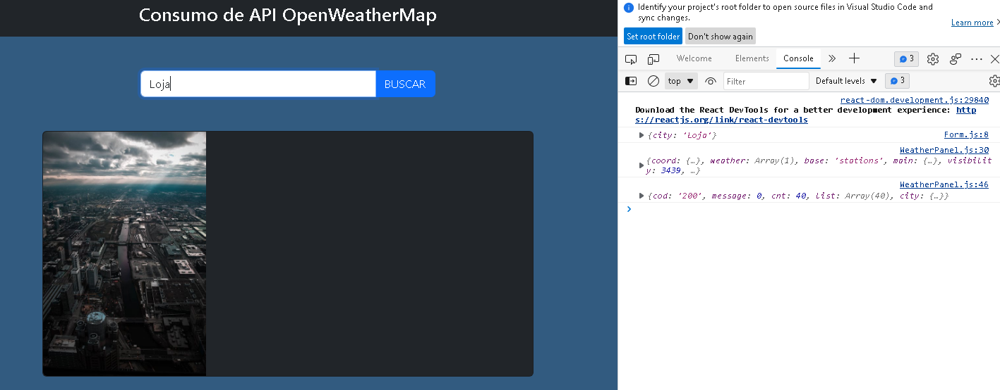 Consumo de API OpenWeatherMap
Loja
BUSCAR
Identify your project's root folder to open source files in Visual Studio Code and
sync changes.
Learn more
Set root folder
Don't show again
Welcome
Elements
Console
3
top
Filter
Default levels
3
react-dom.development.js:29840
Download the React DevTools for a better development experience: http
s://reactjs.org/link/react-devtools
{city: 'Loja'}
Form.js:8
WeatherPanel.js:30
{coord: {…}, weather: Array(1), base: 'stations', main: {…}, visibilit
y: 3439, …}
WeatherPanel.js:46
{cod: '200', message: 0, cnt: 40, list: Array(40), city: {…}}